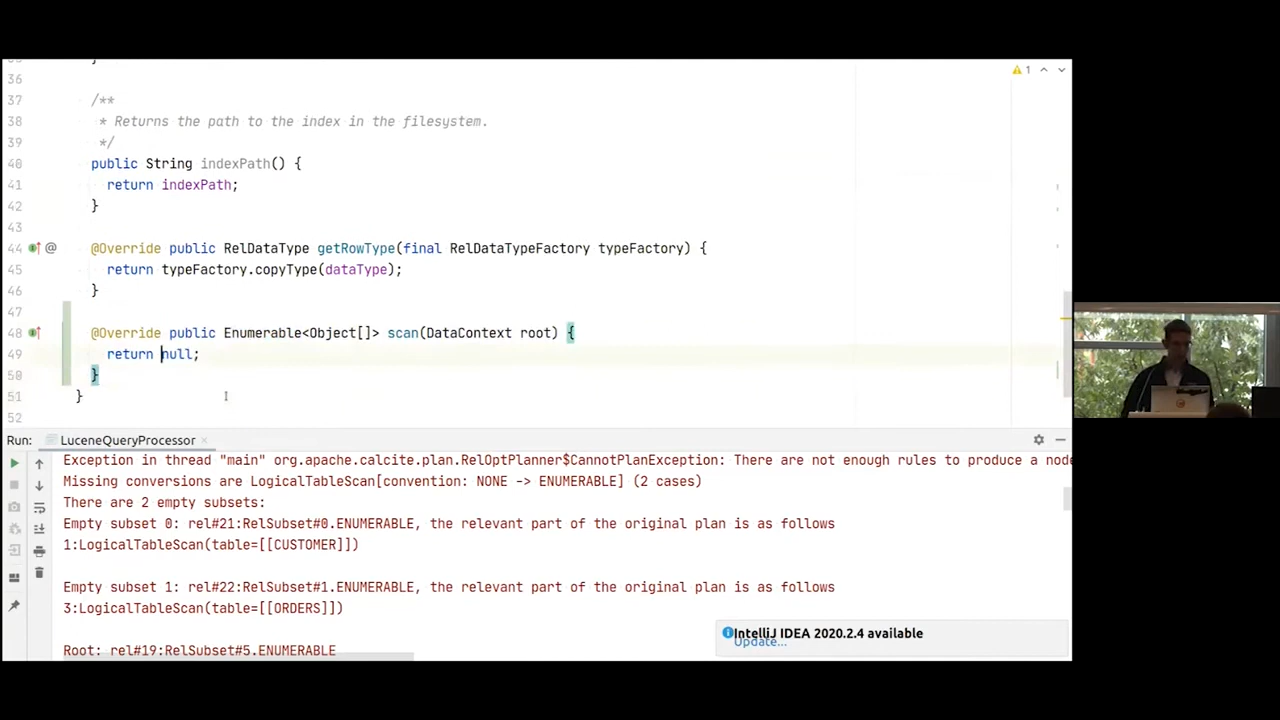 36
37 /**
38 * Returns the path to the index in the filesystem.
39 */
40 public String indexPath() {
41 return indexPath;
42 }
43
44 @ @Override public RelDataType getRowType(final RelDataTypeFactory typeFactory) {
45 return typeFactory.copyType(dataType);
46 }
47
48 @Override public Enumerable<Object[]> scan(DataContext root) {
49 return null;
50 }
51 }
52
1
Run: LuceneQueryProcessor ×
Exception in thread "main" org.apache.calcite.plan.RelOptPlanner$CannotPlanException: There are not enough rules to produce a node
Missing conversions are LogicalTableScan[convention: NONE -> ENUMERABLE] (2 cases)
There are 2 empty subsets:
Empty subset 0: rel#21:RelSubset#0.ENUMERABLE, the relevant part of the original plan is as follows
1:LogicalTableScan(table=[[CUSTOMER]])
Empty subset 1: rel#22:RelSubset#1.ENUMERABLE, the relevant part of the original plan is as follows
3:LogicalTableScan(table=[[ORDERS]])
Root: rel#19:RelSubset#5.ENUMERABLE
IntelliJ IDEA 2020.2.4 available
Update...